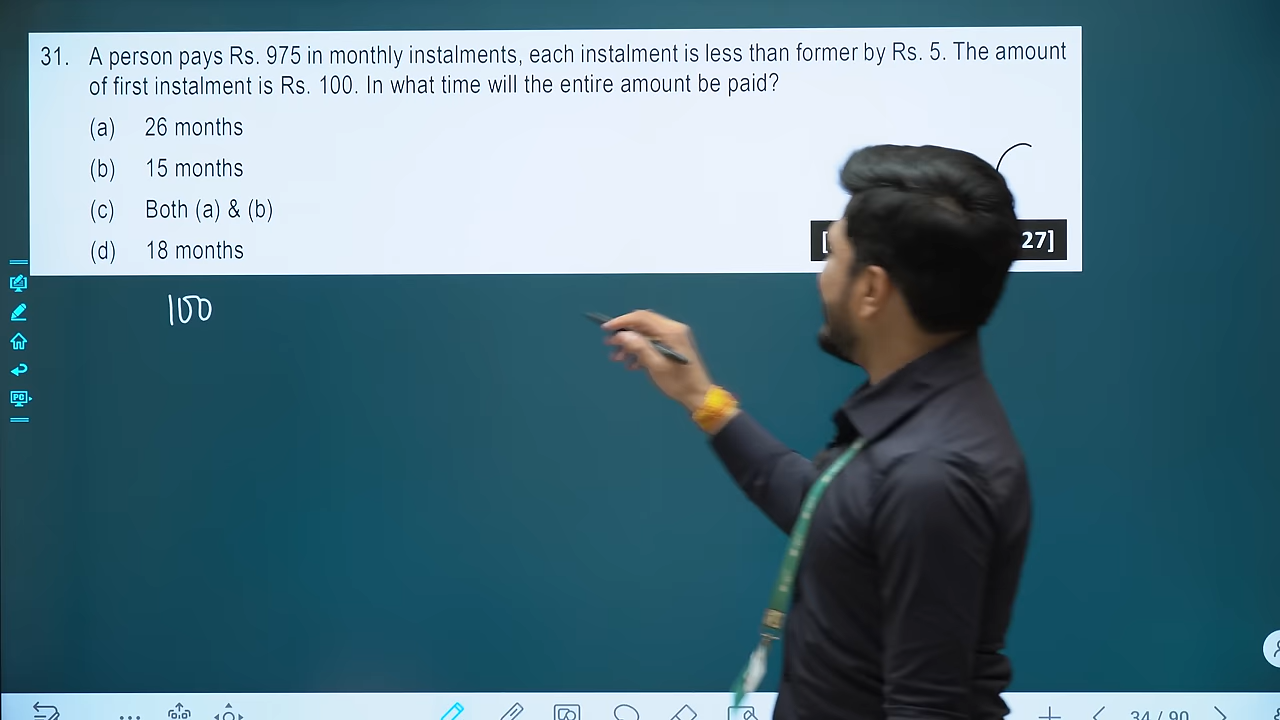 31. A person pays Rs. 975 in monthly instalments, each instalment is less than former by Rs. 5. The amount
of first instalment is Rs. 100. In what time will the entire amount be paid?
(a) 26 months
(b) 15 months
(c) Both (a) & (b)
(d) 18 months
[ 27]
100
PC
34 / 90